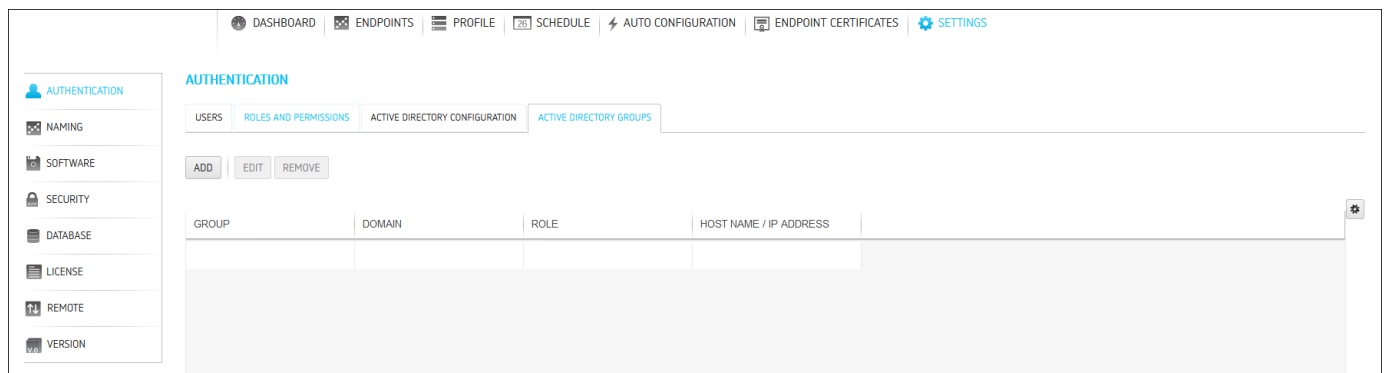 DASHBOARD ENDPOINTS PROFILE 26 SCHEDULE AUTO CONFIGURATION ENDPOINT CERTIFICATES SETTINGS
AUTHENTICATION
NAMING
SOFTWARE
SECURITY
DATABASE
LICENSE
REMOTE
VERSION
AUTHENTICATION
USERS ROLES AND PERMISSIONS ACTIVE DIRECTORY CONFIGURATION ACTIVE DIRECTORY GROUPS
ADD EDIT REMOVE
GROUP DOMAIN ROLE HOST NAME / IP ADDRESS